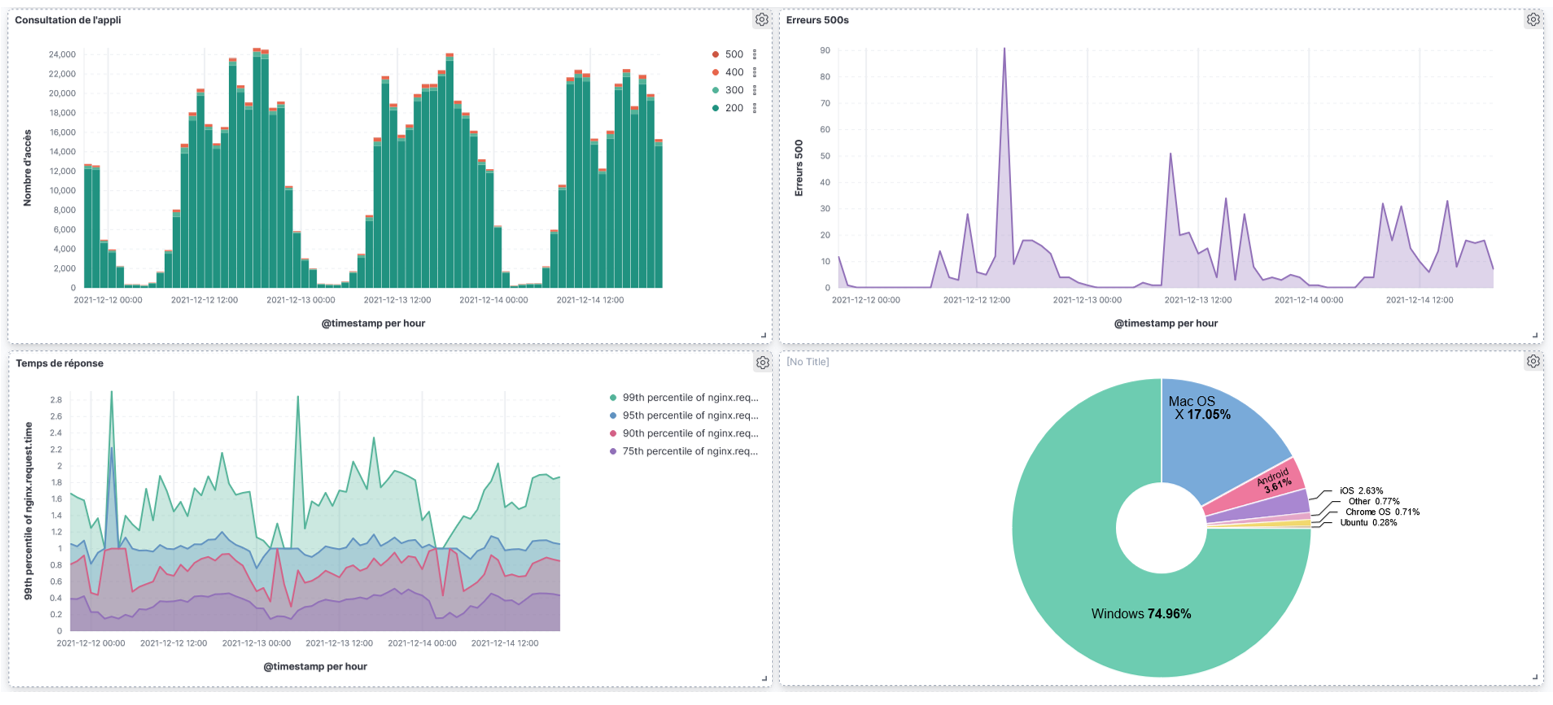 Consultation de l'appli
Nombre d'accès
24,000
22,000
20,000
18,000
16,000
14,000
12,000
10,000
8,000
6,000
4,000
2,000
0
2021-12-12 00:00
2021-12-12 12:00
2021-12-13 00:00
2021-12-13 12:00
2021-12-14 00:00
2021-12-14 12:00
@timestamp per hour
500
400
300
200
Erreurs 500s
Erreurs 500
90
80
70
60
50
40
30
20
10
0
2021-12-12 00:00
2021-12-12 12:00
2021-12-13 00:00
2021-12-13 12:00
2021-12-14 00:00
2021-12-14 12:00
@timestamp per hour
Temps de réponse
99th percentile of nginx.request.time
2.8
2.6
2.4
2.2
2
1.8
1.6
1.4
1.2
1
0.8
0.6
0.4
0.2
0
2021-12-12 00:00
2021-12-12 12:00
2021-12-13 00:00
2021-12-13 12:00
2021-12-14 00:00
2021-12-14 12:00
@timestamp per hour
99th percentile of nginx.req...
95th percentile of nginx.req...
90th percentile of nginx.req...
75th percentile of nginx.req...
[No Title]
Mac OS
X 17.05%
Android
3.61%
iOS 2.63%
Other 0.77%
Chrome OS 0.71%
Ubuntu 0.28%
Windows 74.96%